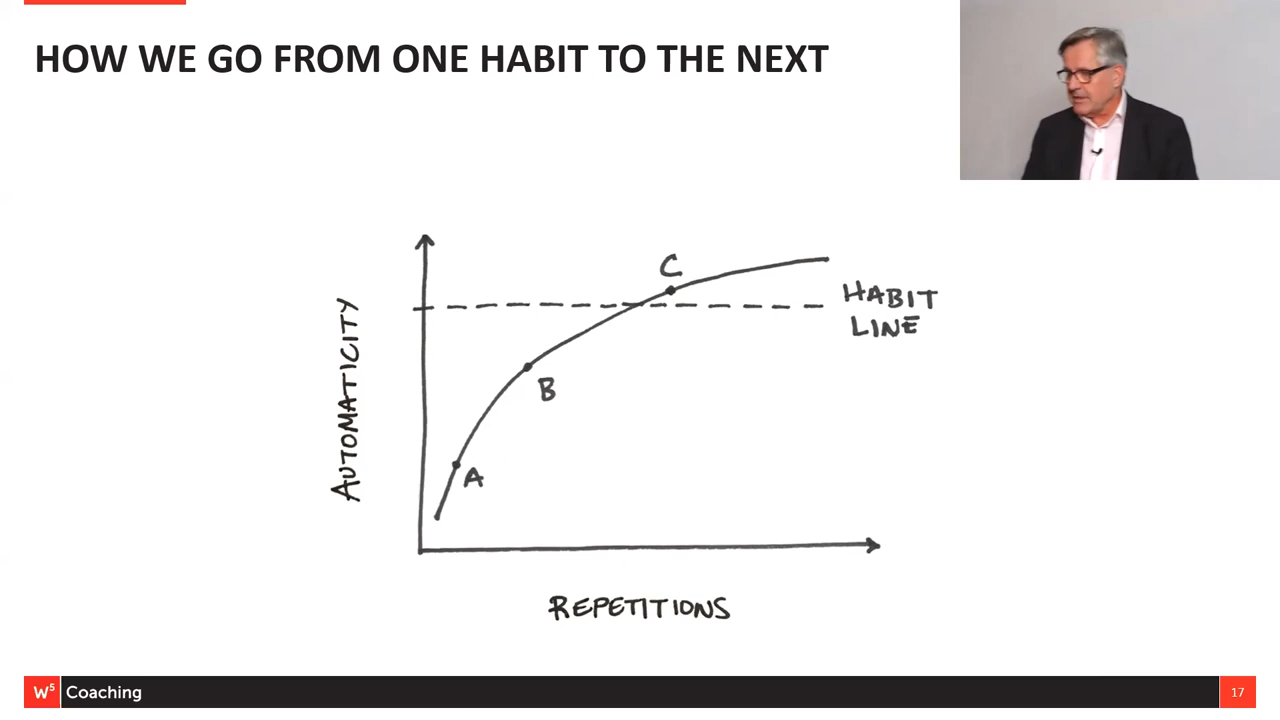 HOW WE GO FROM ONE HABIT TO THE NEXT
C
HABIT
LINE
AUTOMATICITY
B
A
REPETITIONS
W5 Coaching
17